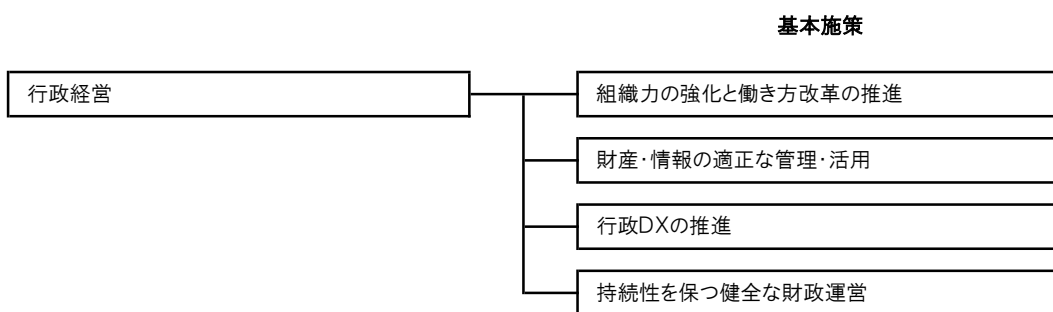 基本施策
行政経営
組織力の強化と働き方改革の推進
財産・情報の適正な管理・活用
行政DXの推進
持続性を保つ健全な財政運営